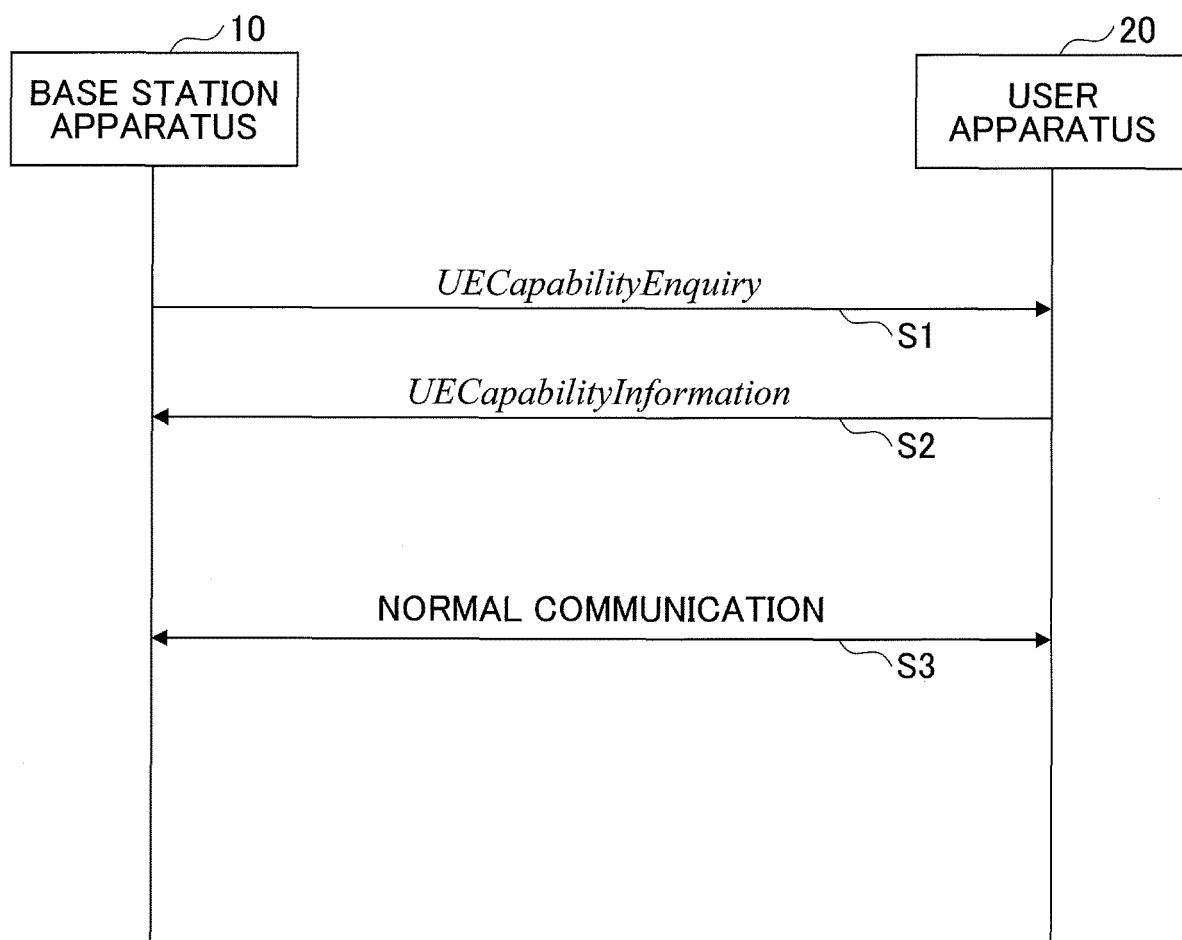 10
20
BASE STATION
APPARATUS
USER
APPARATUS
UECapabilityEnquiry
S1
UECapabilityInformation
S2
NORMAL COMMUNICATION
S3